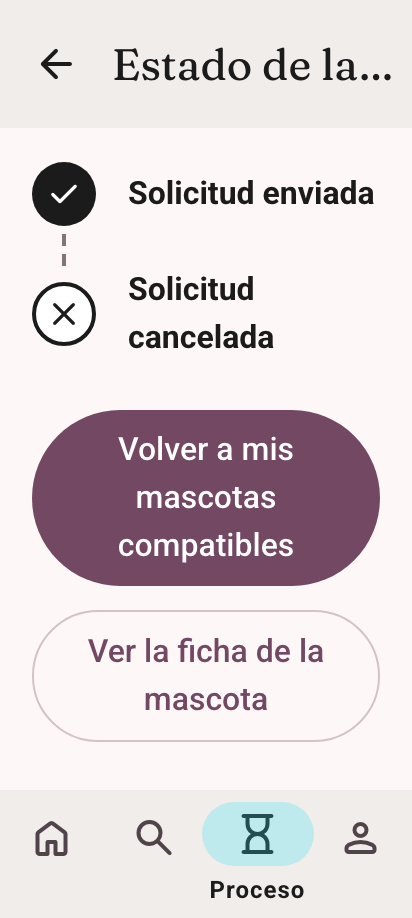 Estado de la...
Solicitud enviada
Solicitud
cancelada
Volver a mis
mascotas
compatibles
Ver la ficha de la
mascota
Proceso